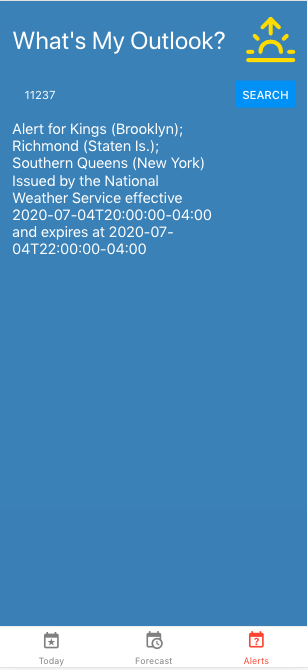 What's My Outlook?
11237
SEARCH
Alert for Kings (Brooklyn);
Richmond (Staten Is.);
Southern Queens (New York)
Issued by the National
Weather Service effective
2020-07-04T20:00:00-04:00
and expires at 2020-07-
04T22:00:00-04:00
Today
Forecast
Alerts